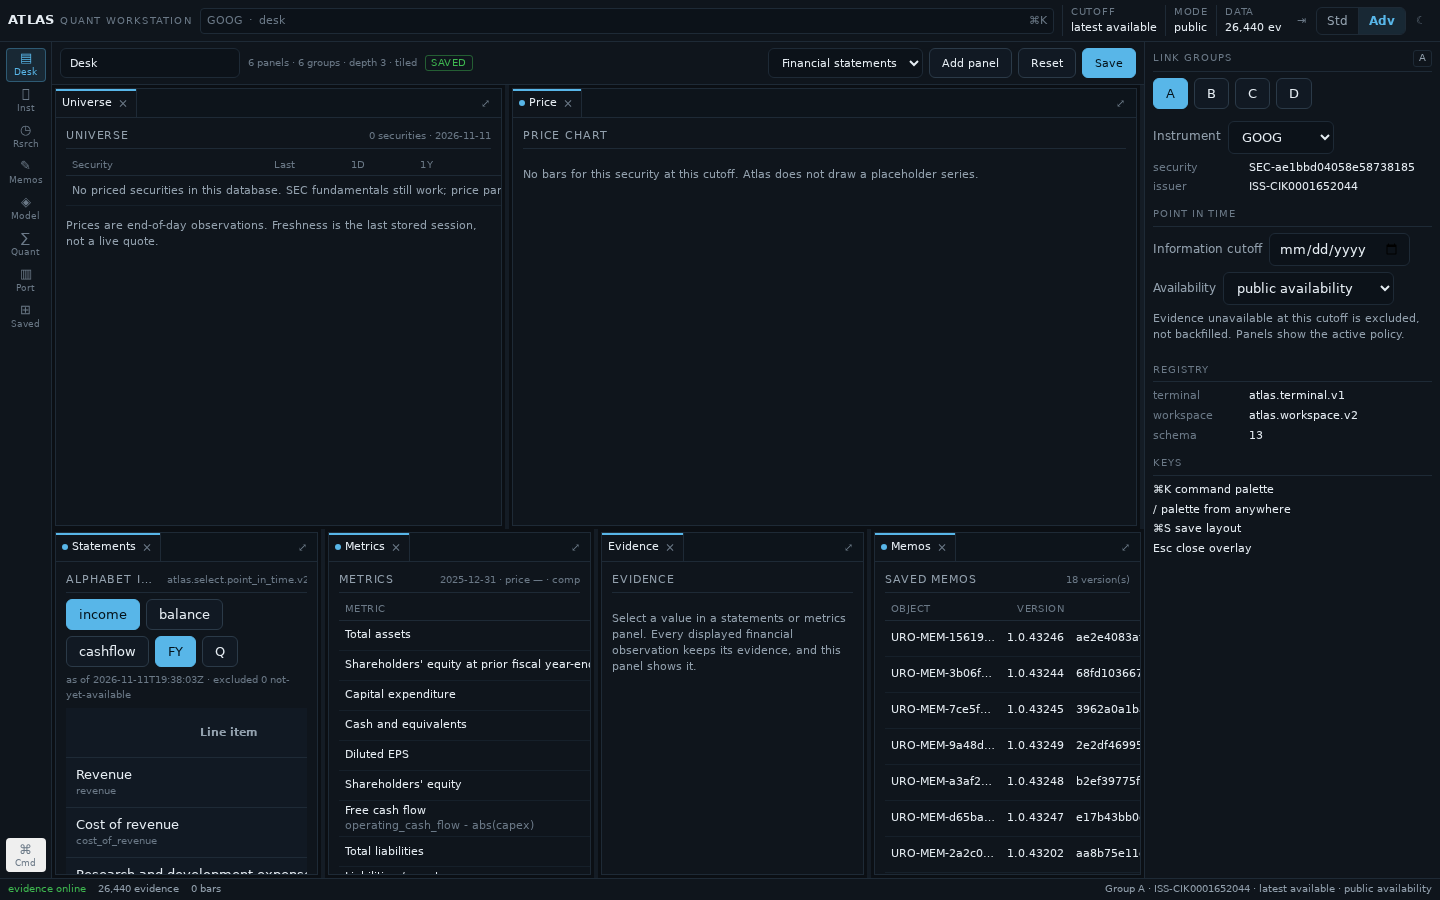 ATLAS QUANT WORKSTATION
GOOG · desk ⌘K
CUTOFF
latest available
MODE
public
DATA
26,440 ev
Std Adv
Desk
Inst
Rsrch
Memos
Model
Quant
Port
Saved
⌘
Cmd
Desk
6 panels · 6 groups · depth 3 · tiled SAVED
Financial statements
Add panel
Reset
Save
Universe ×
UNIVERSE 0 securities · 2026-11-11
Security Last 1D 1Y
No priced securities in this database. SEC fundamentals still work; price par
Prices are end-of-day observations. Freshness is the last stored session,
not a live quote.
Price ×
PRICE CHART
No bars for this security at this cutoff. Atlas does not draw a placeholder series.
Statements ×
ALPHABET I... atlas.select.point_in_time.v2
income balance
cashflow FY Q
as of 2026-11-11T19:38:03Z · excluded 0 not-
yet-available
Line item
Revenue
revenue
Cost of revenue
cost_of_revenue
Research and development expens
Metrics ×
METRICS 2025-12-31 · price — · comp
METRIC
Total assets
Shareholders' equity at prior fiscal year-end
Capital expenditure
Cash and equivalents
Diluted EPS
Shareholders' equity
Free cash flow
operating_cash_flow - abs(capex)
Total liabilities
Evidence ×
EVIDENCE
Select a value in a statements or metrics
panel. Every displayed financial
observation keeps its evidence, and this
panel shows it.
Memos ×
SAVED MEMOS 18 version(s)
OBJECT VERSION
URO-MEM-15619... 1.0.43246 ae2e4083a
URO-MEM-3b06f... 1.0.43244 68fd103667
URO-MEM-7ce5f... 1.0.43245 3962a0a1b
URO-MEM-9a48d... 1.0.43249 2e2df46995
URO-MEM-a3af2... 1.0.43248 b2ef39775f
URO-MEM-d65ba... 1.0.43247 e17b43bb0
URO-MEM-2a2c0... 1.0.43202 aa8b75e11
LINK GROUPS A
A B C D
Instrument GOOG
security SEC-ae1bbd04058e58738185
issuer ISS-CIK0001652044
POINT IN TIME
Information cutoff mm/dd/yyyy
Availability public availability
Evidence unavailable at this cutoff is excluded,
not backfilled. Panels show the active policy.
REGISTRY
terminal atlas.terminal.v1
workspace atlas.workspace.v2
schema 13
KEYS
⌘K command palette
/ palette from anywhere
⌘S save layout
Esc close overlay
evidence online 26,440 evidence 0 bars
Group A · ISS-CIK0001652044 · latest available · public availability